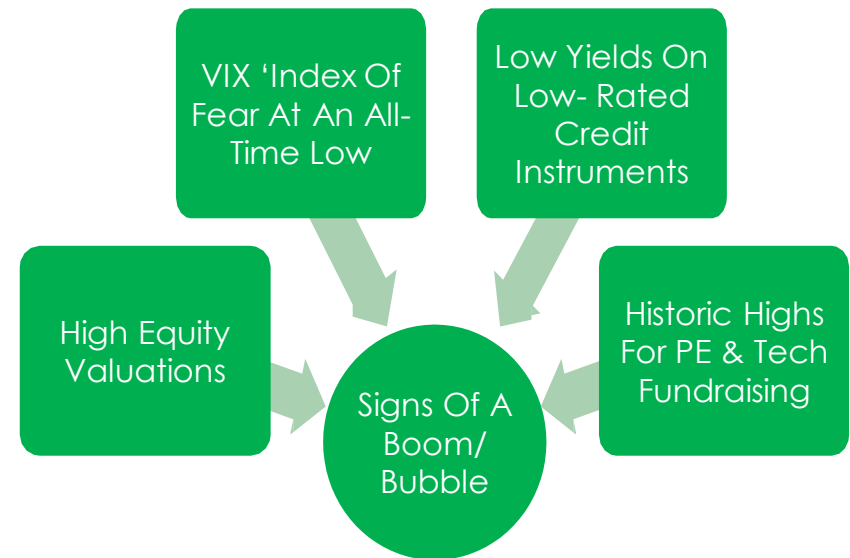 VIX ‘Index Of
Fear At An All-
Time Low
Low Yields On
Low- Rated
Credit
Instruments
High Equity
Valuations
Historic Highs
For PE & Tech
Fundraising
Signs Of A
Boom/
Bubble